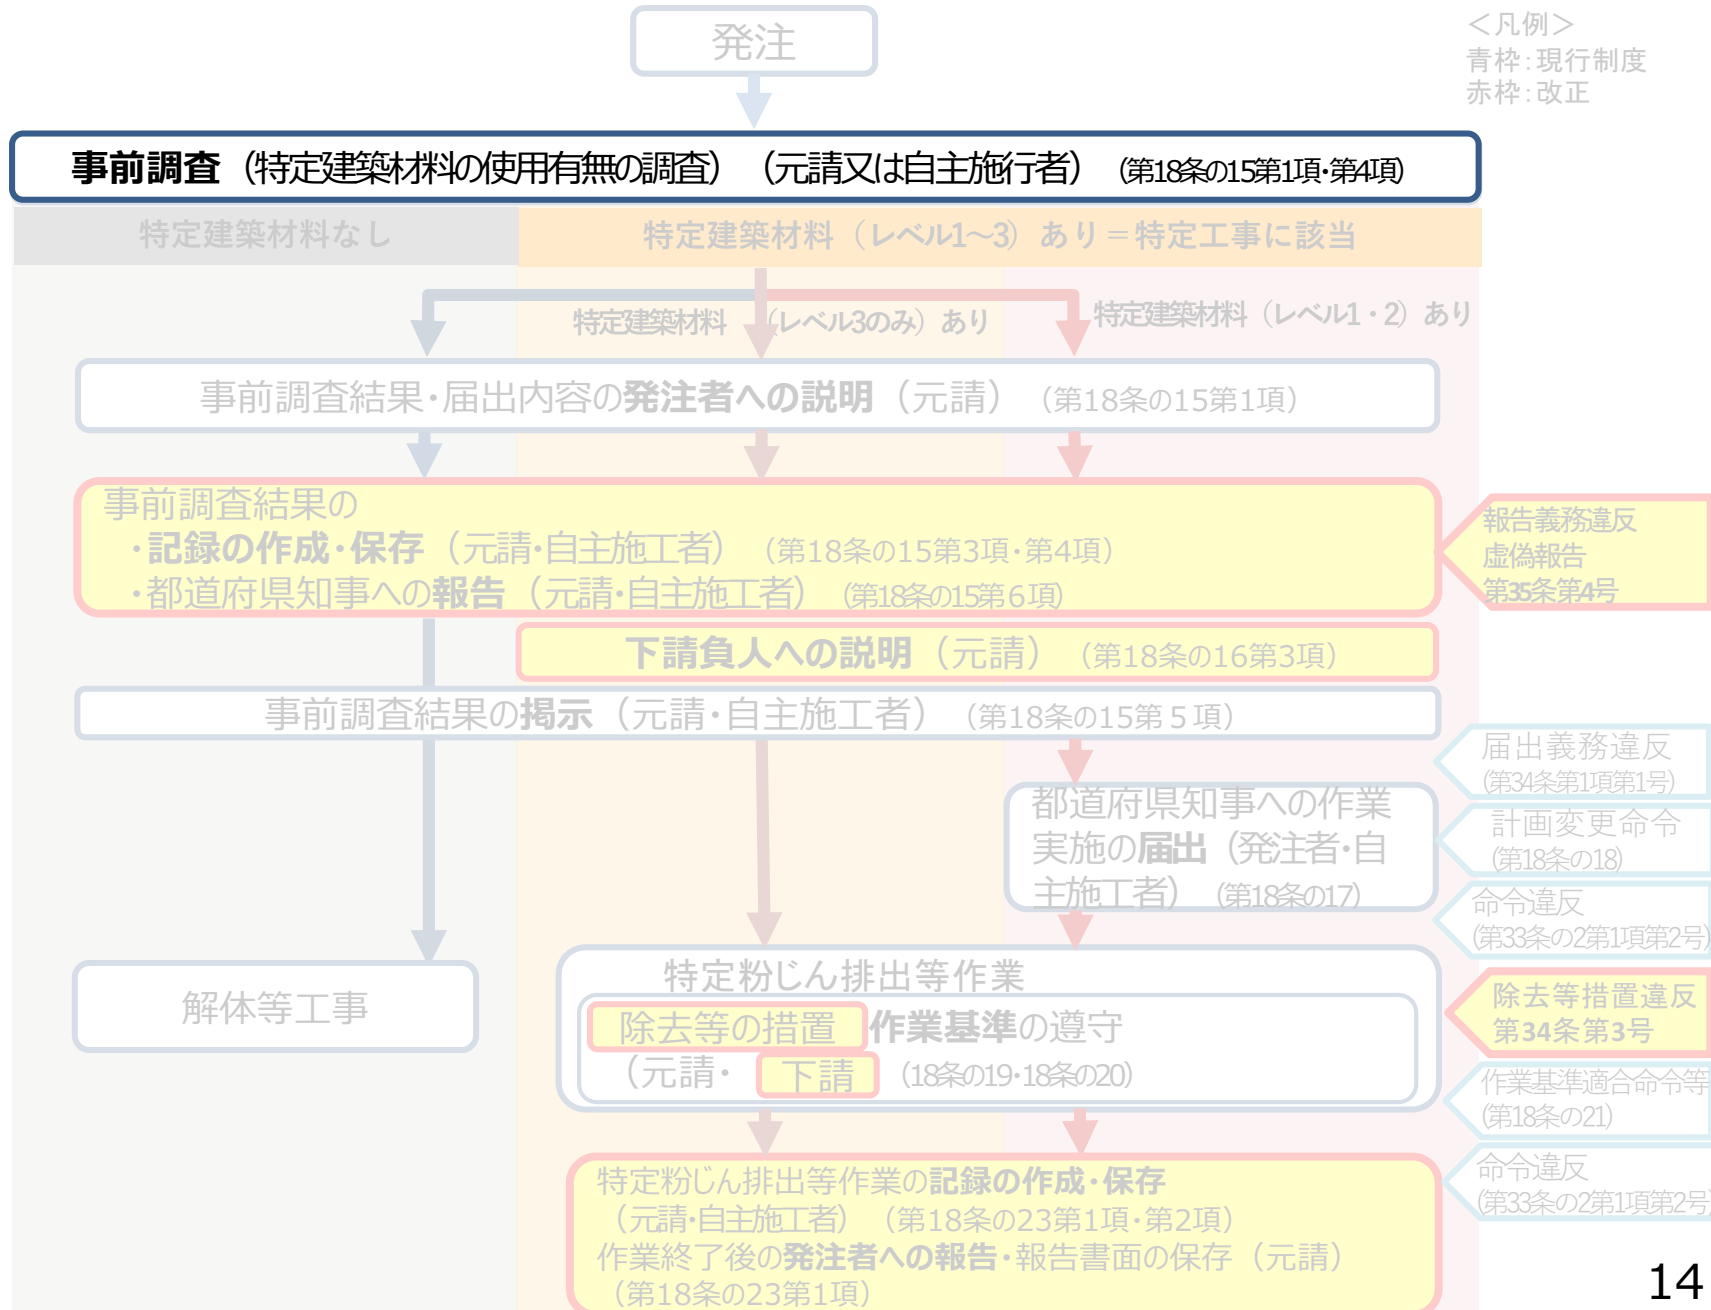 発注
＜凡例＞
青枠：現行制度
赤枠：改正
事前調査（特定建築材料の使用有無の調査）（元請又は自主施行者）（第18条の15第1項・第4項）
特定建築材料なし
特定建築材料（レベル1～3）あり＝特定工事に該当
特定建築材料（レベル3のみ）あり
特定建築材料（レベル1・2）あり
事前調査結果・届出内容の発注者への説明（元請）（第18条の15第1項）
事前調査結果の
・記録の作成・保存（元請・自主施工者）（第18条の15第3項・第4項）
・都道府県知事への報告（元請・自主施工者）（第18条の15第６項）
報告義務違反
虚偽報告
第35条第4号
下請負人への説明（元請）（第18条の16第3項）
事前調査結果の掲示（元請・自主施工者）（第18条の15第５項）
届出義務違反
(第34条第1項第1号)
都道府県知事への作業
実施の届出（発注者・自
主施工者）（第18条の17）
計画変更命令
(第18条の18)
命令違反
(第33条の2第1項第2号)
解体等工事
特定粉じん排出等作業
除去等の措置 作業基準の遵守
（元請・ 下請 （18条の19・18条の20）
除去等措置違反
第34条第3号
作業基準適合命令等
(第18条の21)
命令違反
(第33条の2第1項第2号)
特定粉じん排出等作業の記録の作成・保存
（元請・自主施工者）（第18条の23第1項・第2項）
作業終了後の発注者への報告・報告書面の保存（元請）
（第18条の23第1項）
14